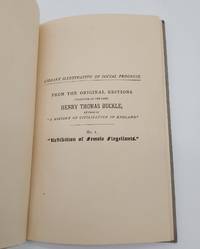 LIBRARY ILLUSTRATIVE OF SOCIAL PROGRESS.
FROM THE ORIGINAL EDITIONS
COLLECTED BY THE LATE
HENRY THOMAS BUCKLE,
AUTHOR OF
"A HISTORY OF CIVILISATION IN ENGLAND"
No. 1.
"Exhibition of Female Flagellants."